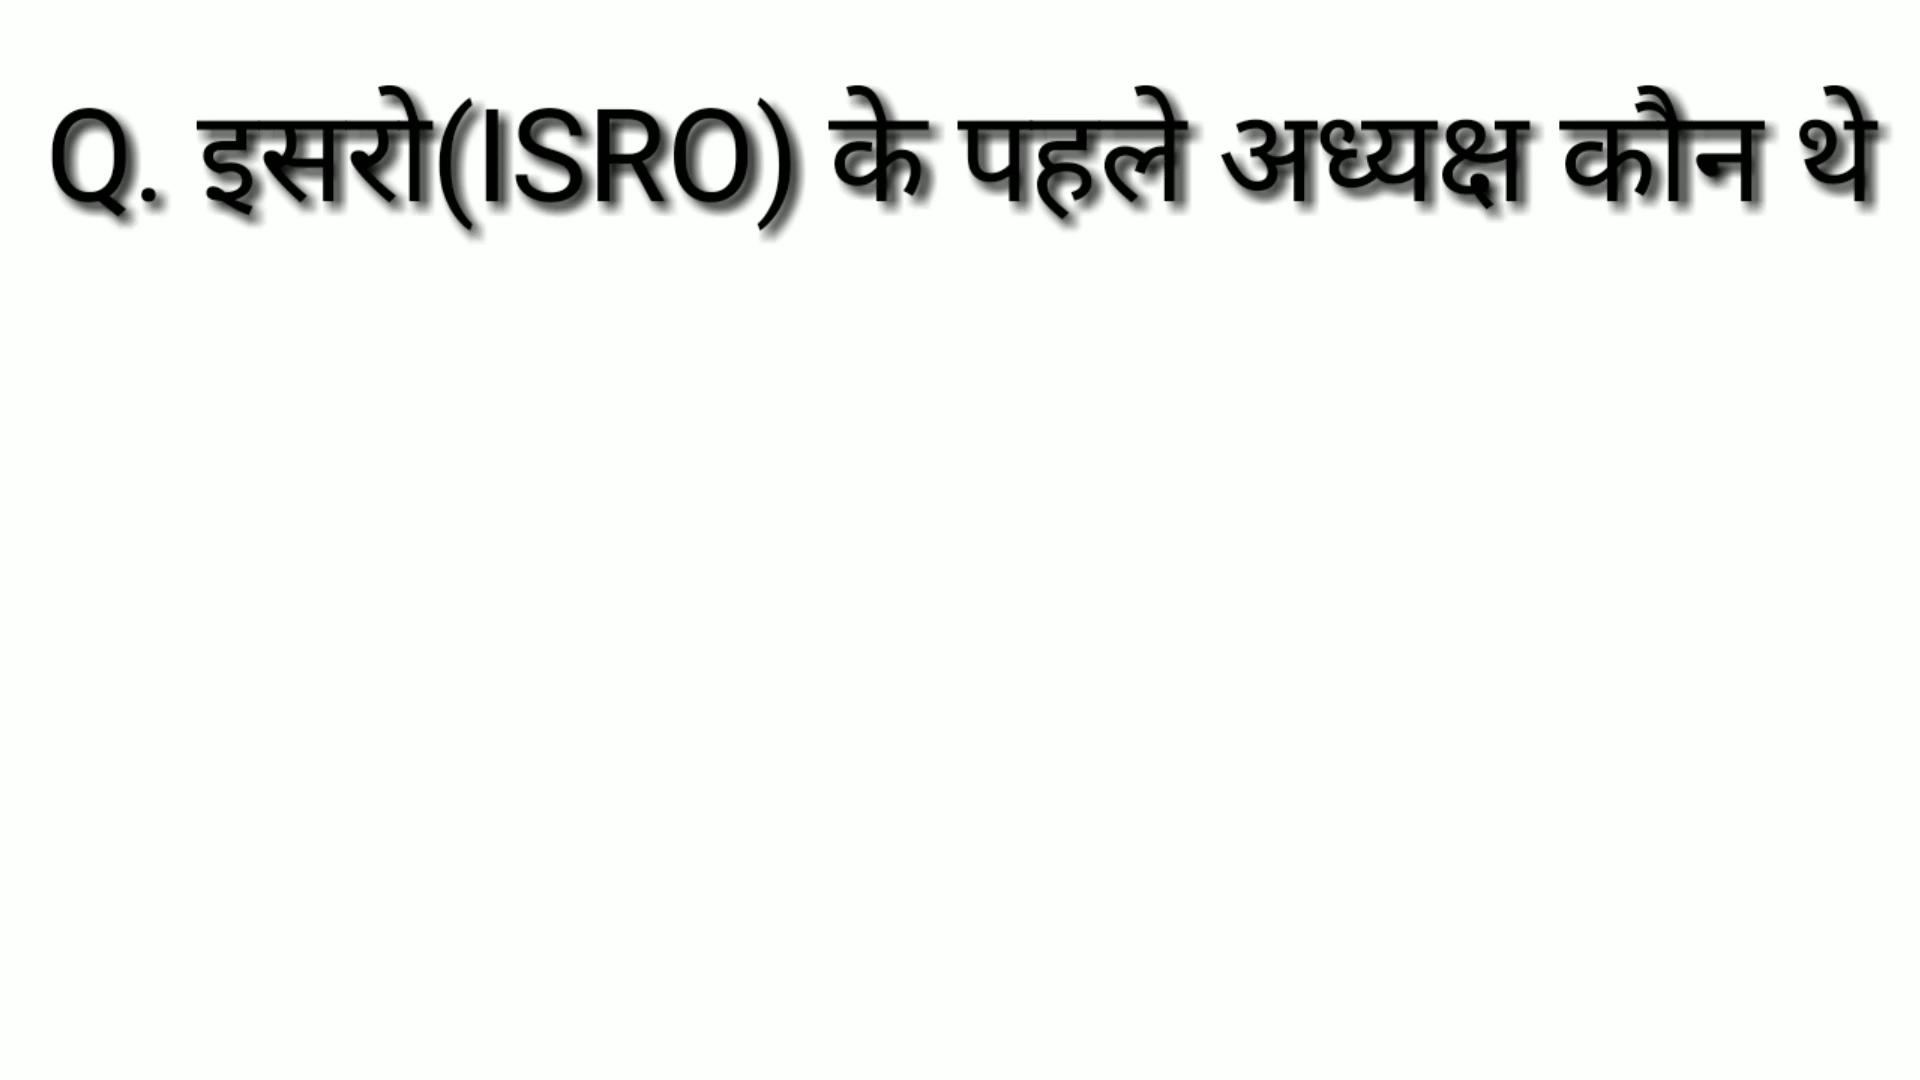 Q. इसरो(ISRO) के पहले अध्यक्ष कौन थे